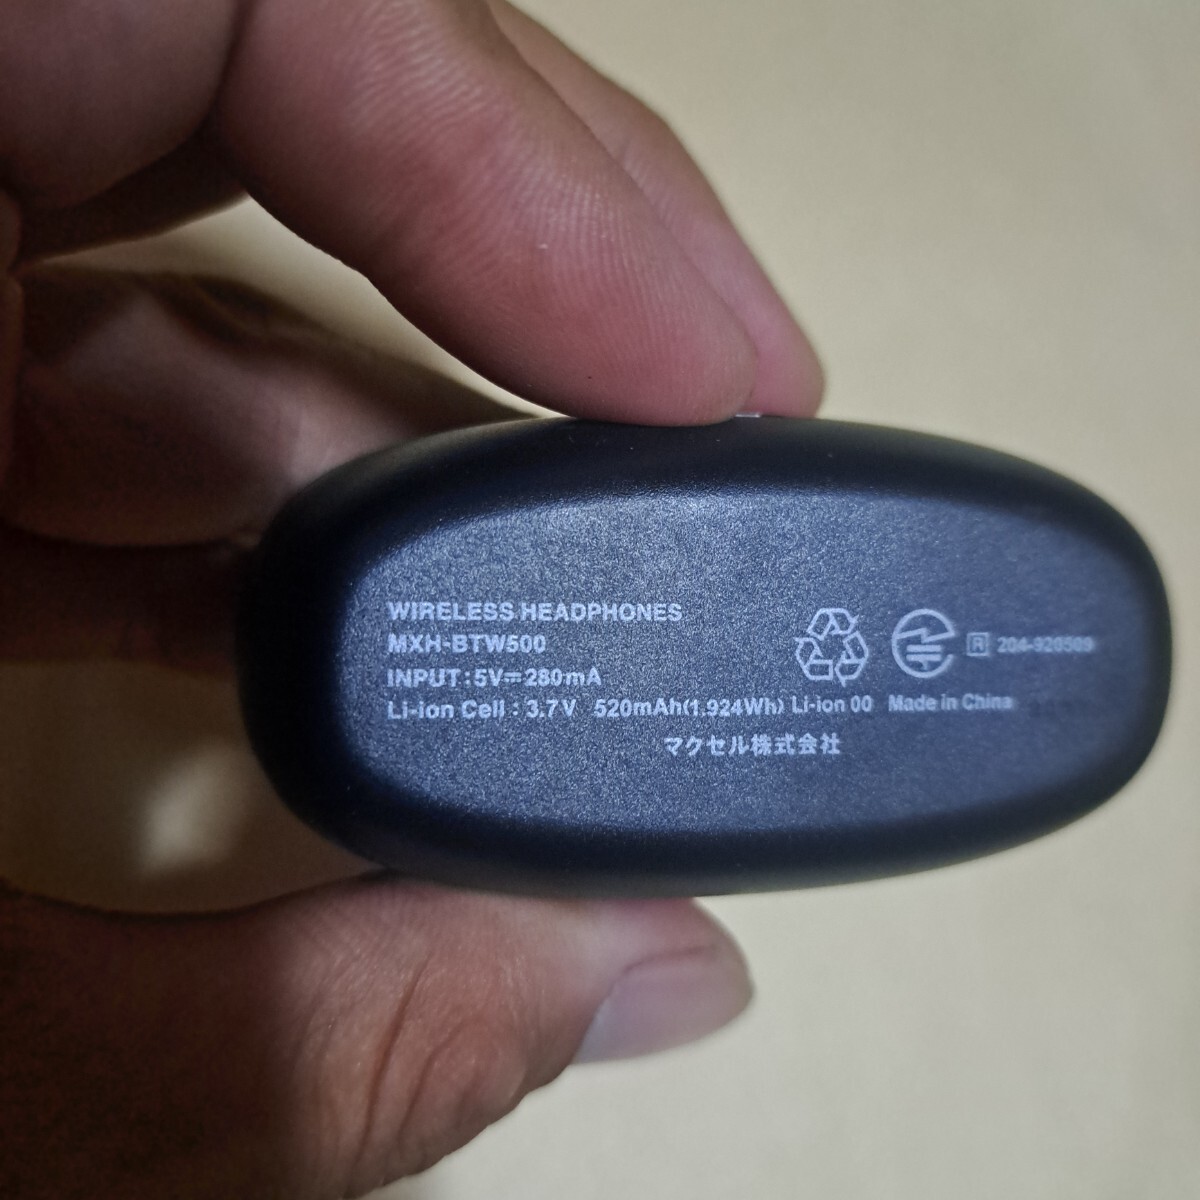 WIRELESS HEADPHONES
MXH-BTW500
INPUT : 5V⎓280mA
R 204-920509
Li-ion Cell : 3.7V 520mAh(1.924Wh) Li-ion 00 Made in China
マクセル株式会社